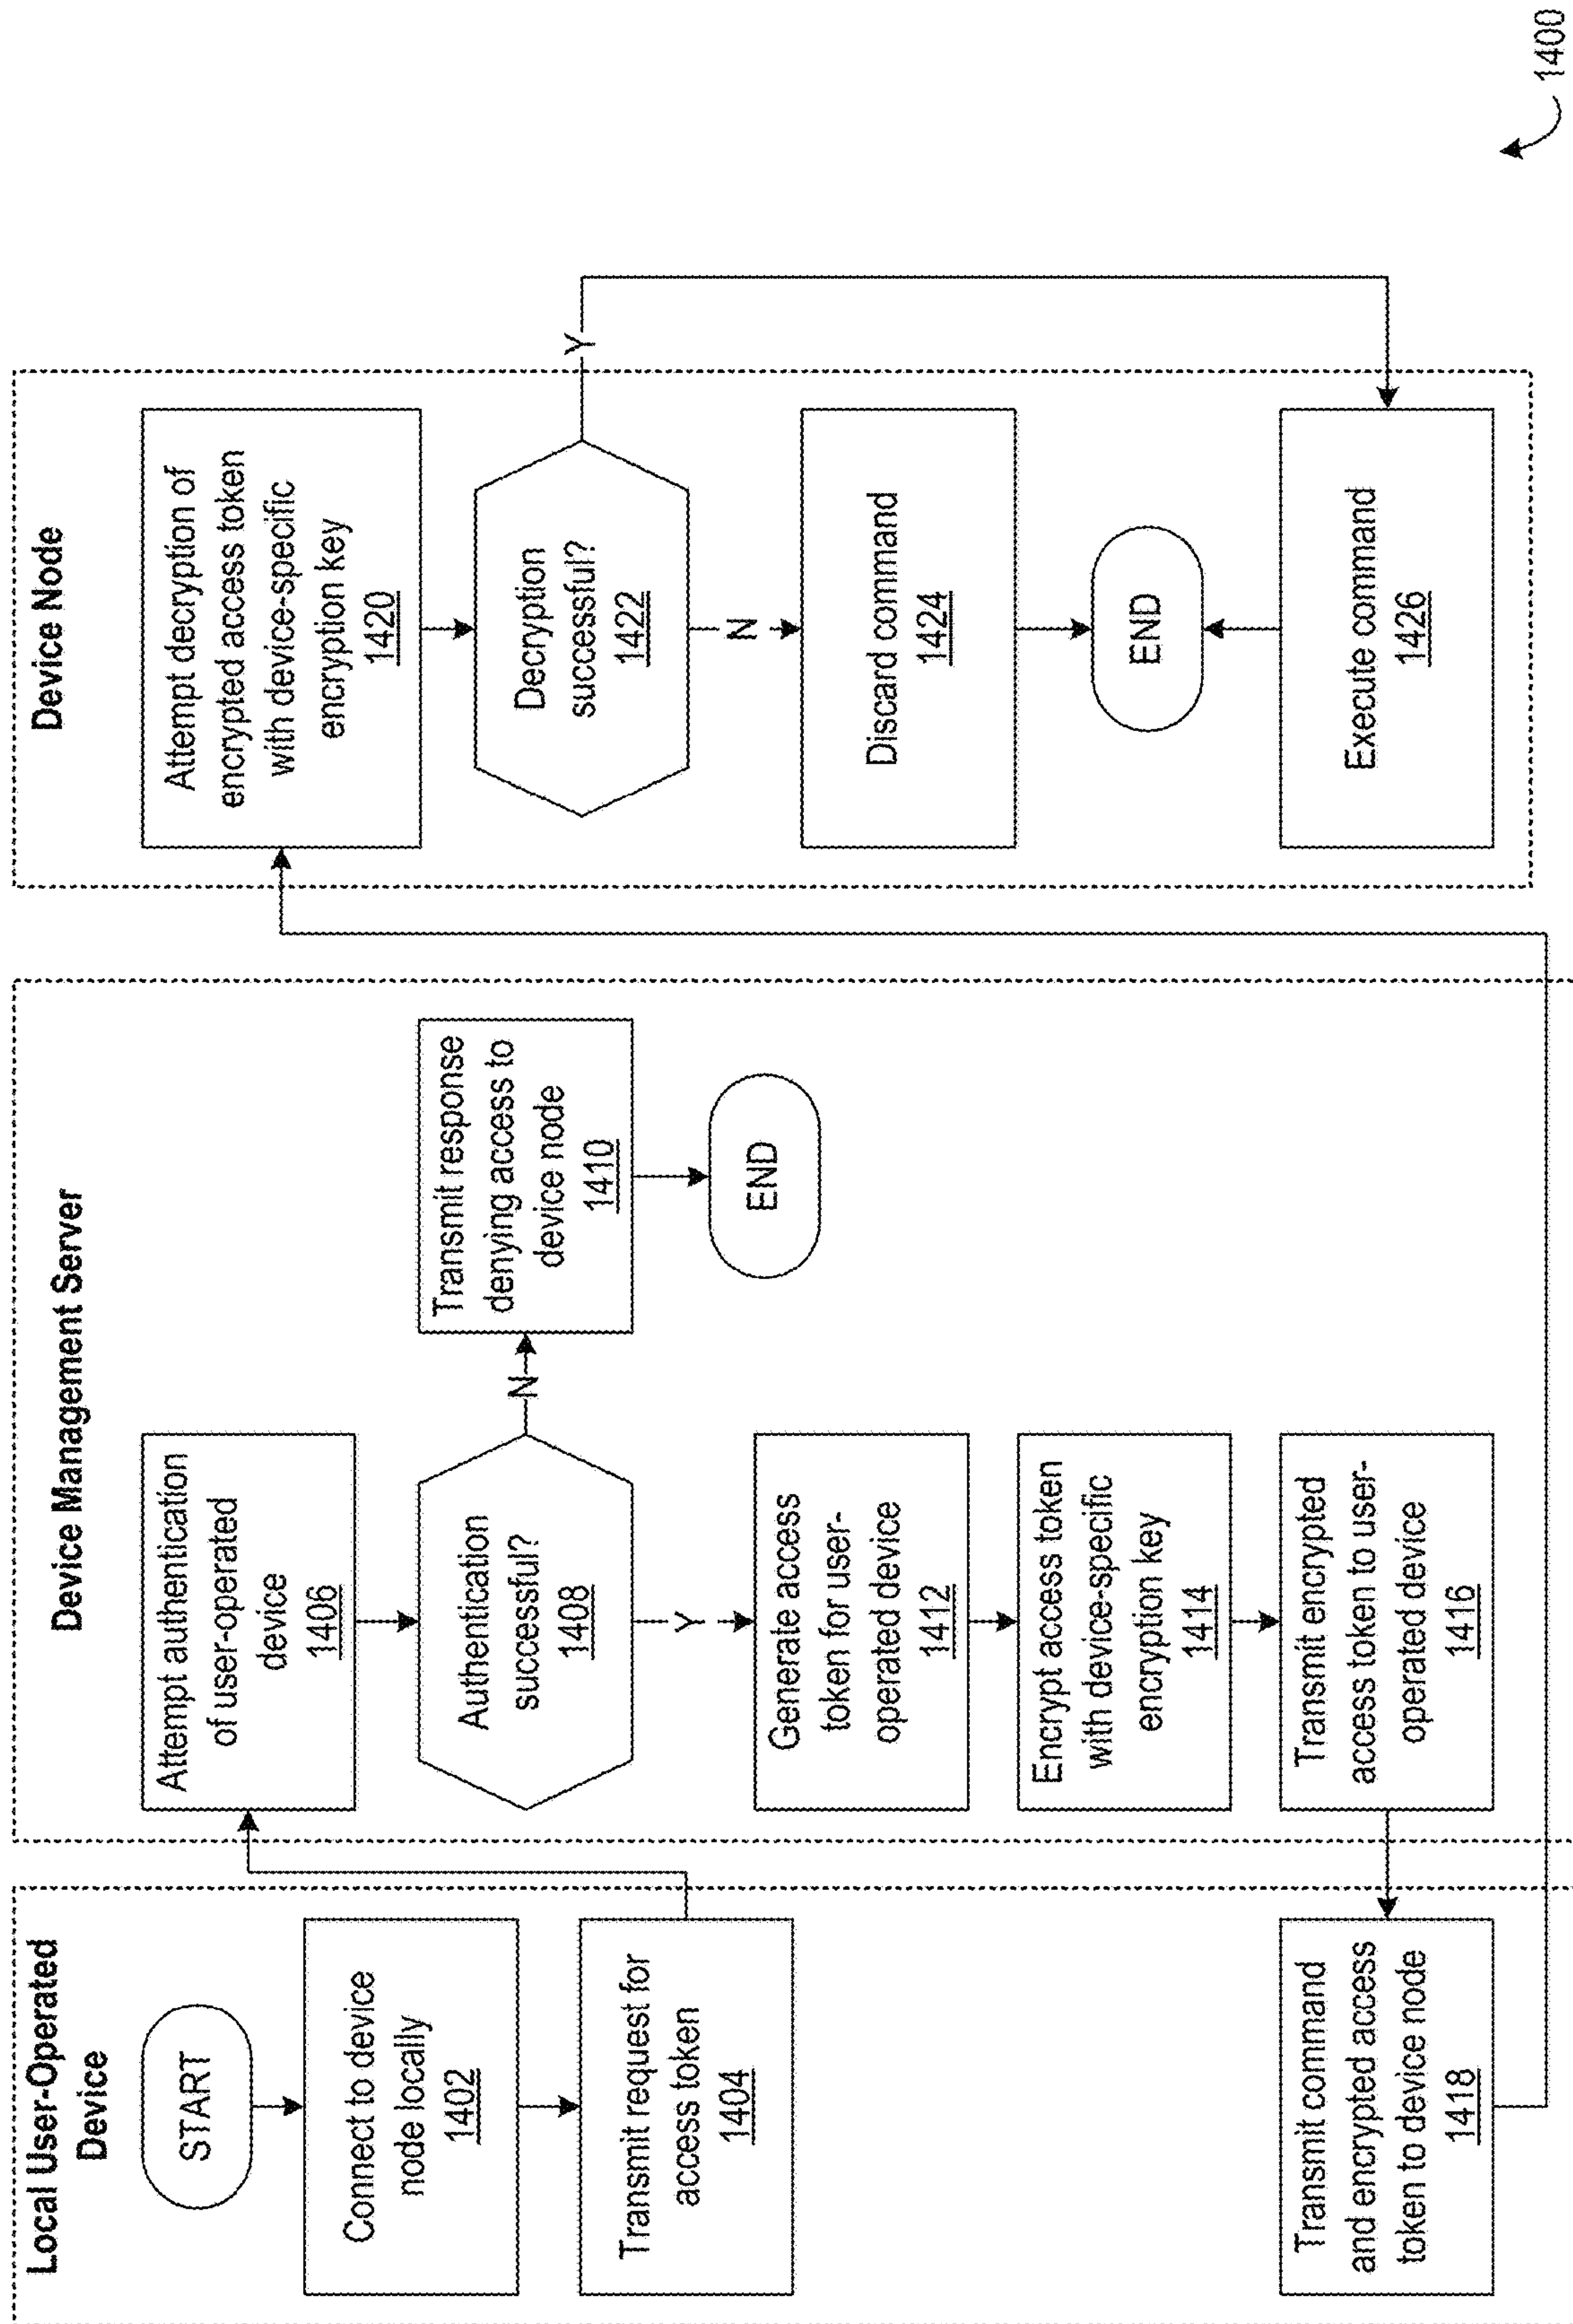 Local User-Operated
Device
START
Connect to device
node locally
1402
Transmit request for
access token
1404
Transmit command
and encrypted access
token to device node
1418
Device Management Server
Attempt authentication
of user-operated
device
1406
Authentication
successful?
1408
N
Transmit response
denying access to
device node
1410
END
Y
Generate access
token for user-
operated device
1412
Encrypt access token
with device-specific
encryption key
1414
Transmit encrypted
access token to user-
operated device
1416
Device Node
Attempt decryption of
encrypted access token
with device-specific
encryption key
1420
Decryption
successful?
1422
Y
N
Discard command
1424
END
Execute command
1426
1400